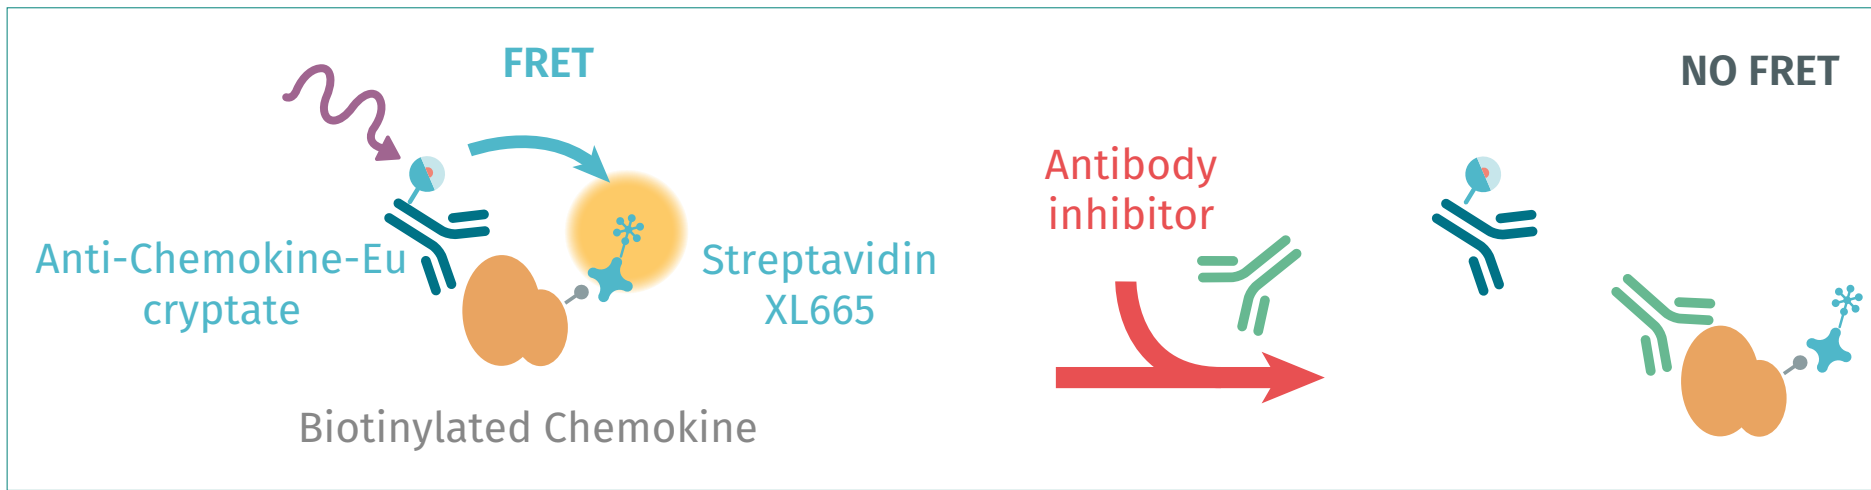 FRET
Anti-Chemokine-Eu
cryptate
Streptavidin
XL665
Biotinylated Chemokine
Antibody
inhibitor
NO FRET